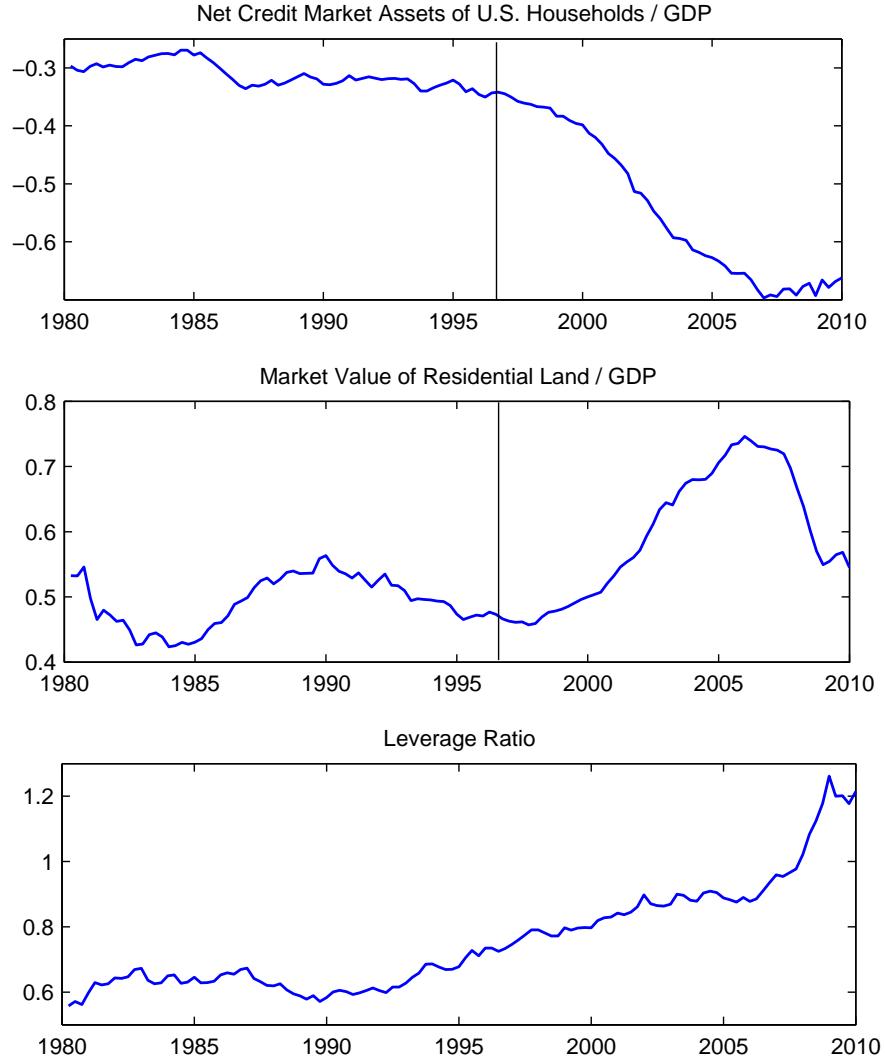 Net Credit Market Assets of U.S. Households / GDP
−0.3
−0.4
−0.5
−0.6
1980 1985 1990 1995 2000 2005 2010
Market Value of Residential Land / GDP
0.8
0.7
0.6
0.5
0.4
1980 1985 1990 1995 2000 2005 2010
Leverage Ratio
1.2
1
0.8
0.6
1980 1985 1990 1995 2000 2005 2010